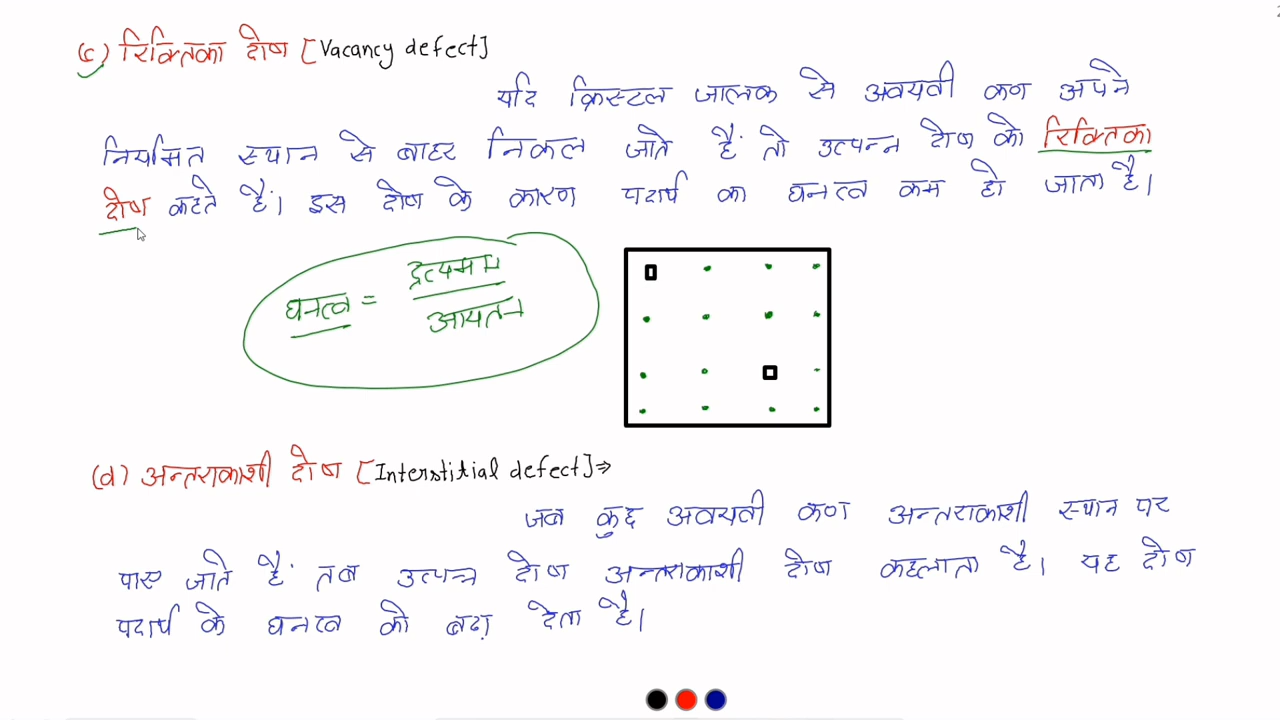 (c) रिक्तिका दोष [Vacancy defect]
यदि क्रिस्टल जालक से अवयवी कण अपने
नियमित स्थान से बाहर निकल जाते हैं तो उत्पन्न दोष को रिक्तिका
दोष कहते हैं। इस दोष के कारण पदार्थ का घनत्व कम हो जाता है।
घनत्व = द्रव्यमान
आयतन
(d) अन्तराकाशी दोष [Interstitial defect]⇒
जब कुछ अवयवी कण अन्तराकाशी स्थान पर
पाए जाते हैं तब उत्पन्न दोष अन्तराकाशी दोष कहलाता है। यह दोष
पदार्थ के घनत्व को बढ़ा देता है।